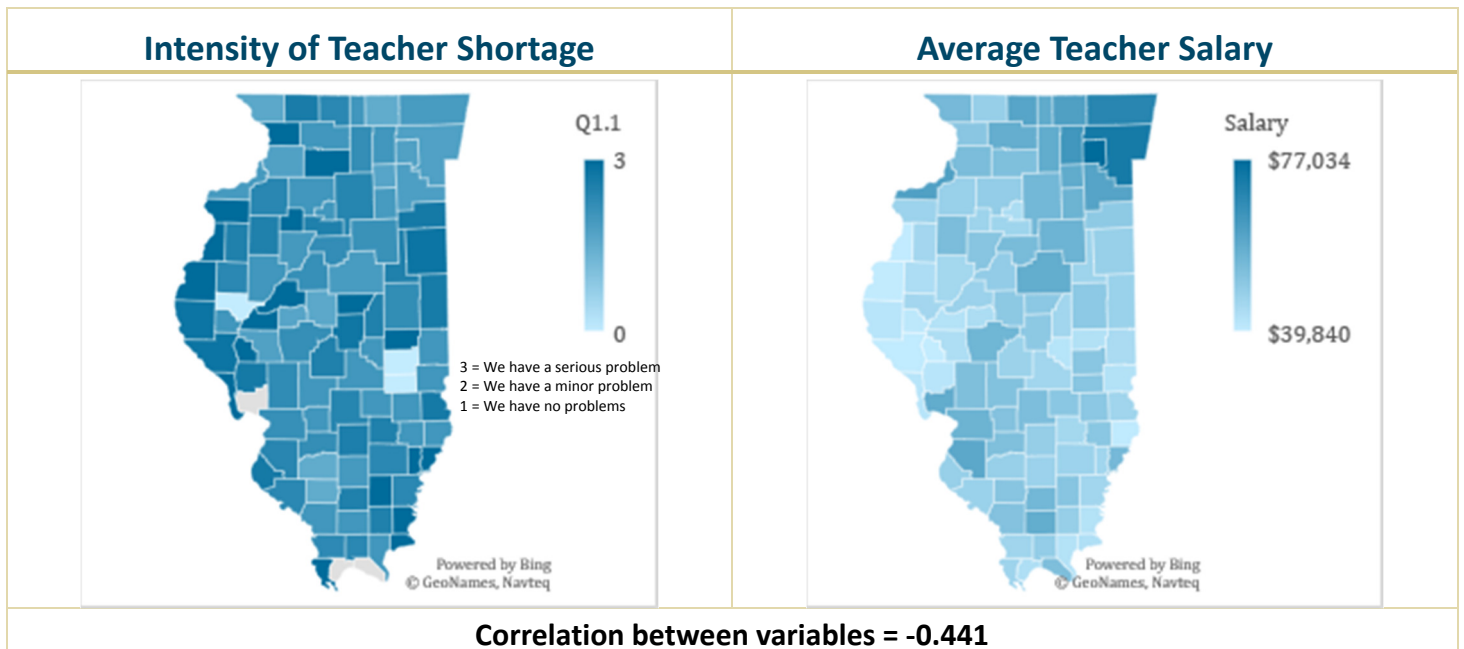 Intensity of Teacher Shortage
Average Teacher Salary
Q1.1
3
0
3 = We have a serious problem
2 = We have a minor problem
1 = We have no problems
Powered by Bing
© GeoNames, Navteq
Salary
$77,034
$39,840
Powered by Bing
© GeoNames, Navteq
Correlation between variables = -0.441